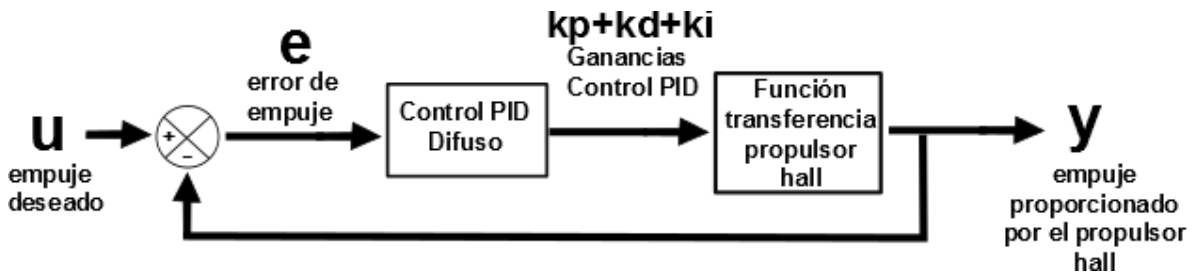 u
empuje
deseado
+
−
e
error de
empuje
Control PID
Difuso
kp+kd+ki
Ganancias
Control PID
Función
transferencia
propulsor
hall
y
empuje
proporcionado
por el propulsor
hall